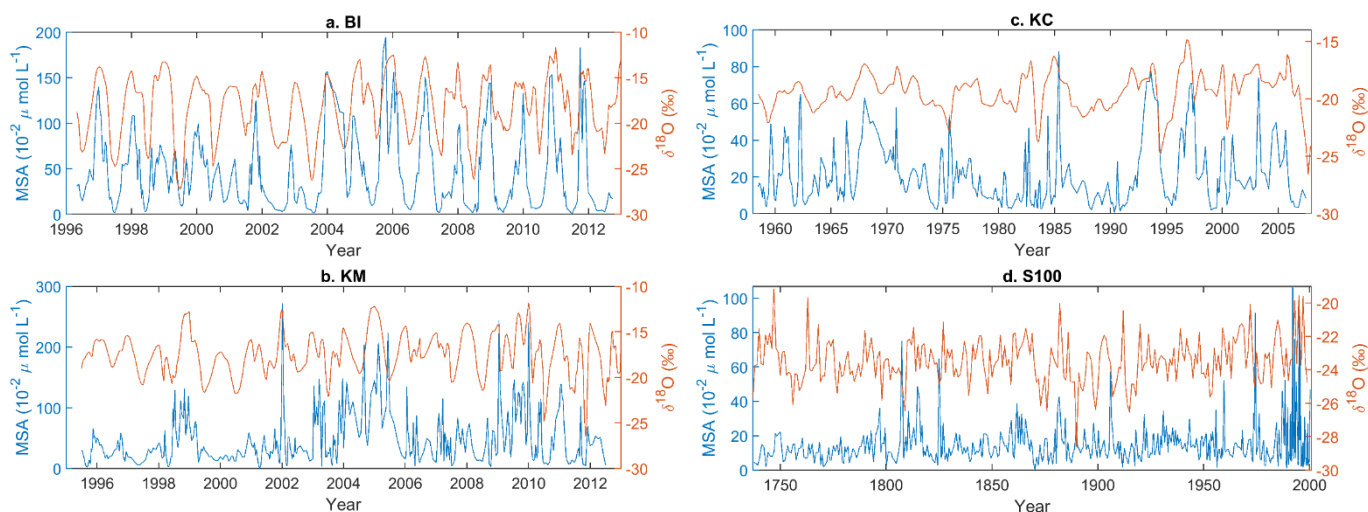 a. BI
MSA (10⁻² μ mol L⁻¹)
200
150
100
50
0
-10
-15
-20
-25
-30
δ¹⁸O (‰)
1996 1998 2000 2002 2004 2006 2008 2010 2012
Year
c. KC
MSA (10⁻² μ mol L⁻¹)
100
80
60
40
20
0
-15
-20
-25
-30
δ¹⁸O (‰)
1960 1965 1970 1975 1980 1985 1990 1995 2000 2005
Year
b. KM
MSA (10⁻² μ mol L⁻¹)
300
200
100
0
-10
-15
-20
-25
-30
δ¹⁸O (‰)
1996 1998 2000 2002 2004 2006 2008 2010 2012
Year
d. S100
MSA (10⁻² μ mol L⁻¹)
100
80
60
40
20
0
-20
-22
-24
-26
-28
-30
δ¹⁸O (‰)
1750 1800 1850 1900 1950 2000
Year